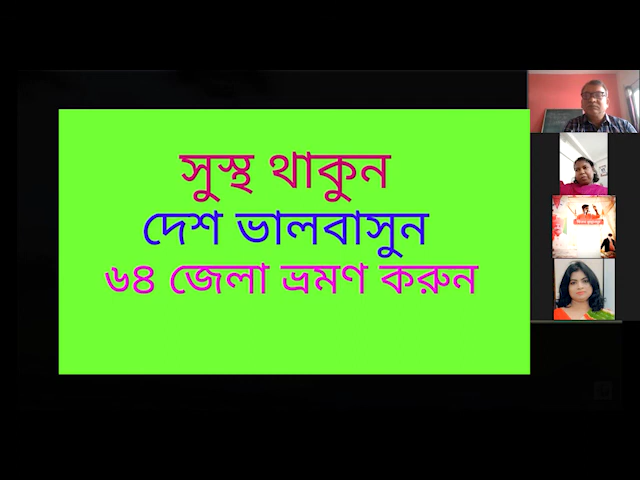 সুস্থ থাকুন
দেশ ভালবাসুন
৬৪ জেলা ভ্রমণ করুন